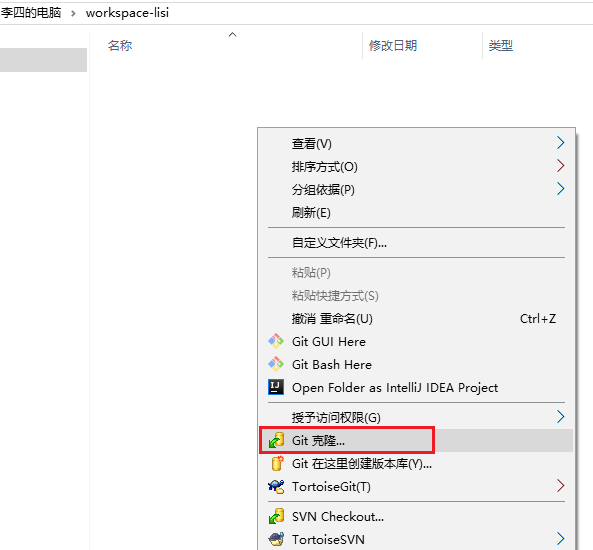 李四的电脑 > workspace-lisi
名称 修改日期 类型
查看(V)
排序方式(O)
分组依据(P)
刷新(E)
自定义文件夹(F)...
粘贴(P)
粘贴快捷方式(S)
撤消 重命名(U) Ctrl+Z
Git GUI Here
Git Bash Here
Open Folder as IntelliJ IDEA Project
授予访问权限(G)
Git 克隆...
Git 在这里创建版本库(Y)...
TortoiseGit(T)
SVN Checkout...
TortoiseSVN